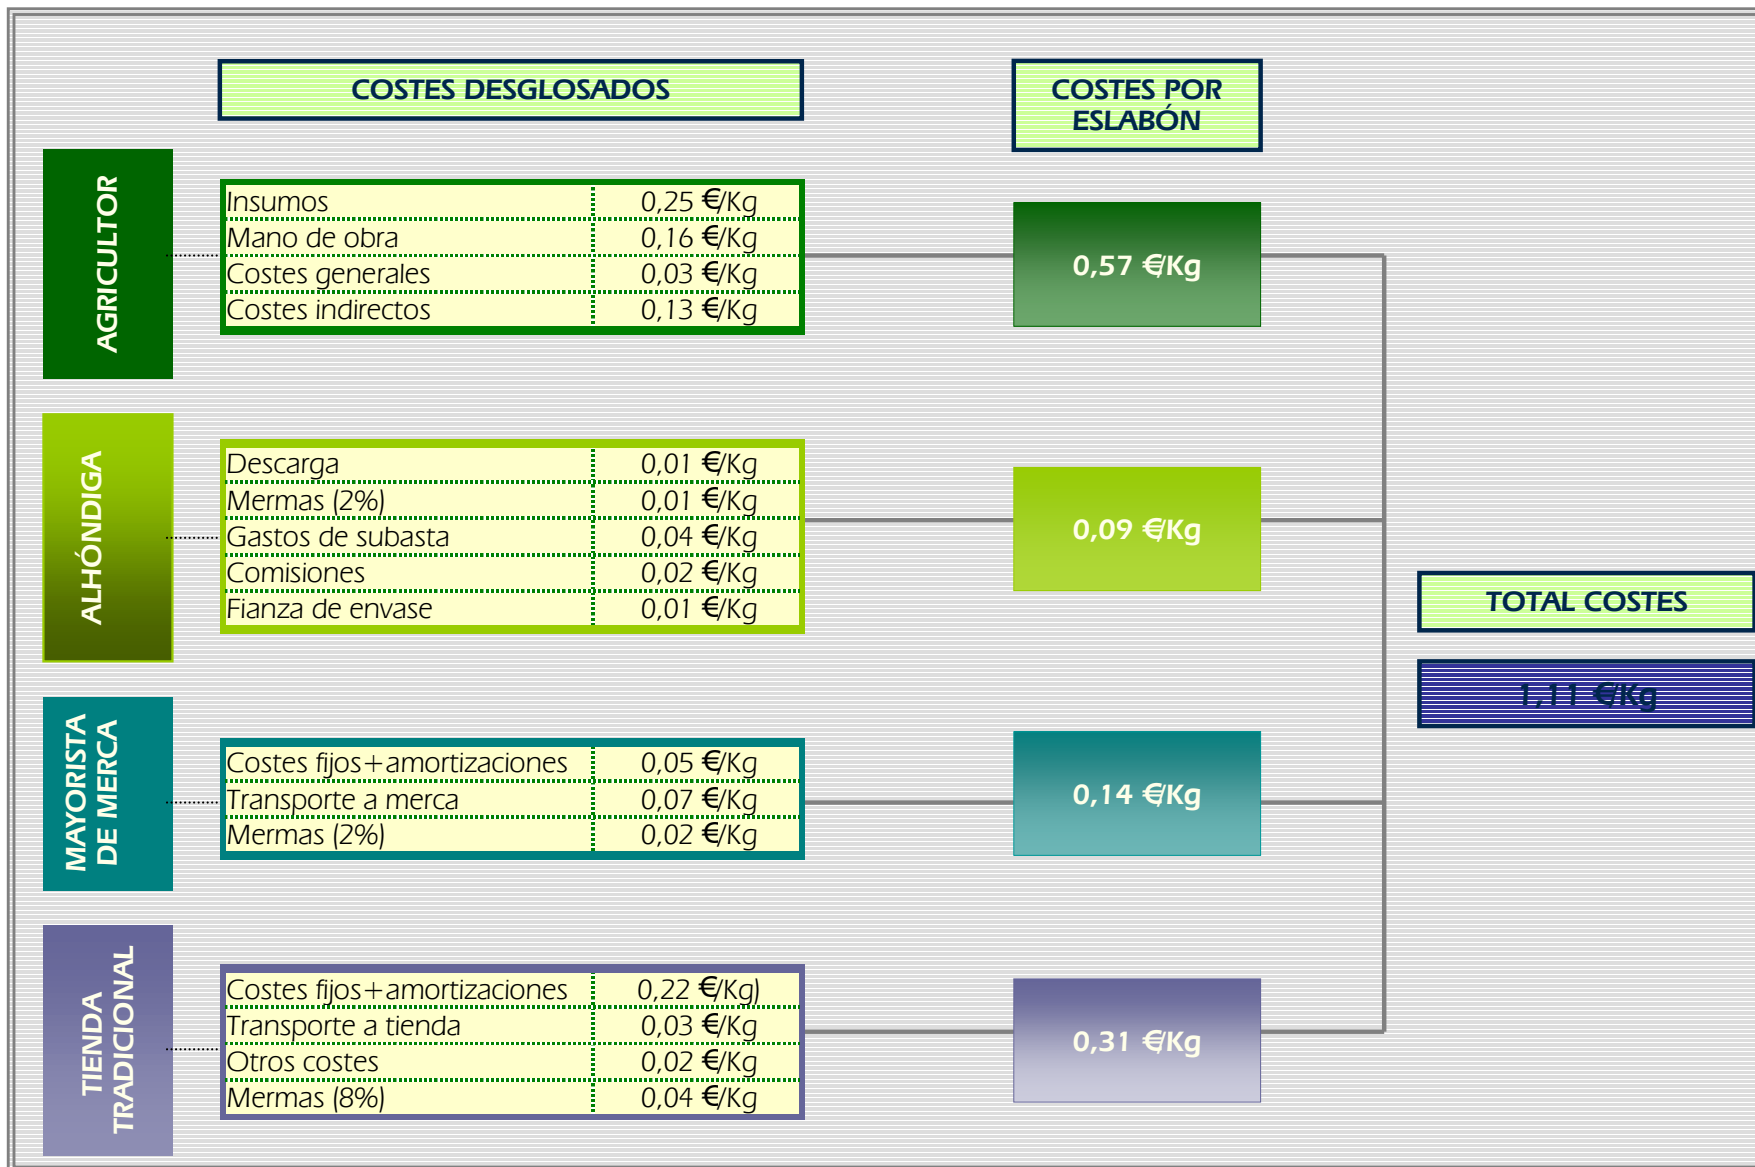 COSTES DESGLOSADOS
COSTES POR
ESLABÓN
AGRICULTOR
Insumos 0,25 €/Kg
Mano de obra 0,16 €/Kg
Costes generales 0,03 €/Kg
Costes indirectos 0,13 €/Kg
0,57 €/Kg
ALHÓNDIGA
Descarga 0,01 €/Kg
Mermas (2%) 0,01 €/Kg
Gastos de subasta 0,04 €/Kg
Comisiones 0,02 €/Kg
Fianza de envase 0,01 €/Kg
0,09 €/Kg
TOTAL COSTES
1,11 €/Kg
MAYORISTA
DE MERCA
Costes fijos+amortizaciones 0,05 €/Kg
Transporte a merca 0,07 €/Kg
Mermas (2%) 0,02 €/Kg
0,14 €/Kg
TIENDA
TRADICIONAL
Costes fijos+amortizaciones 0,22 €/Kg)
Transporte a tienda 0,03 €/Kg
Otros costes 0,02 €/Kg
Mermas (8%) 0,04 €/Kg
0,31 €/Kg